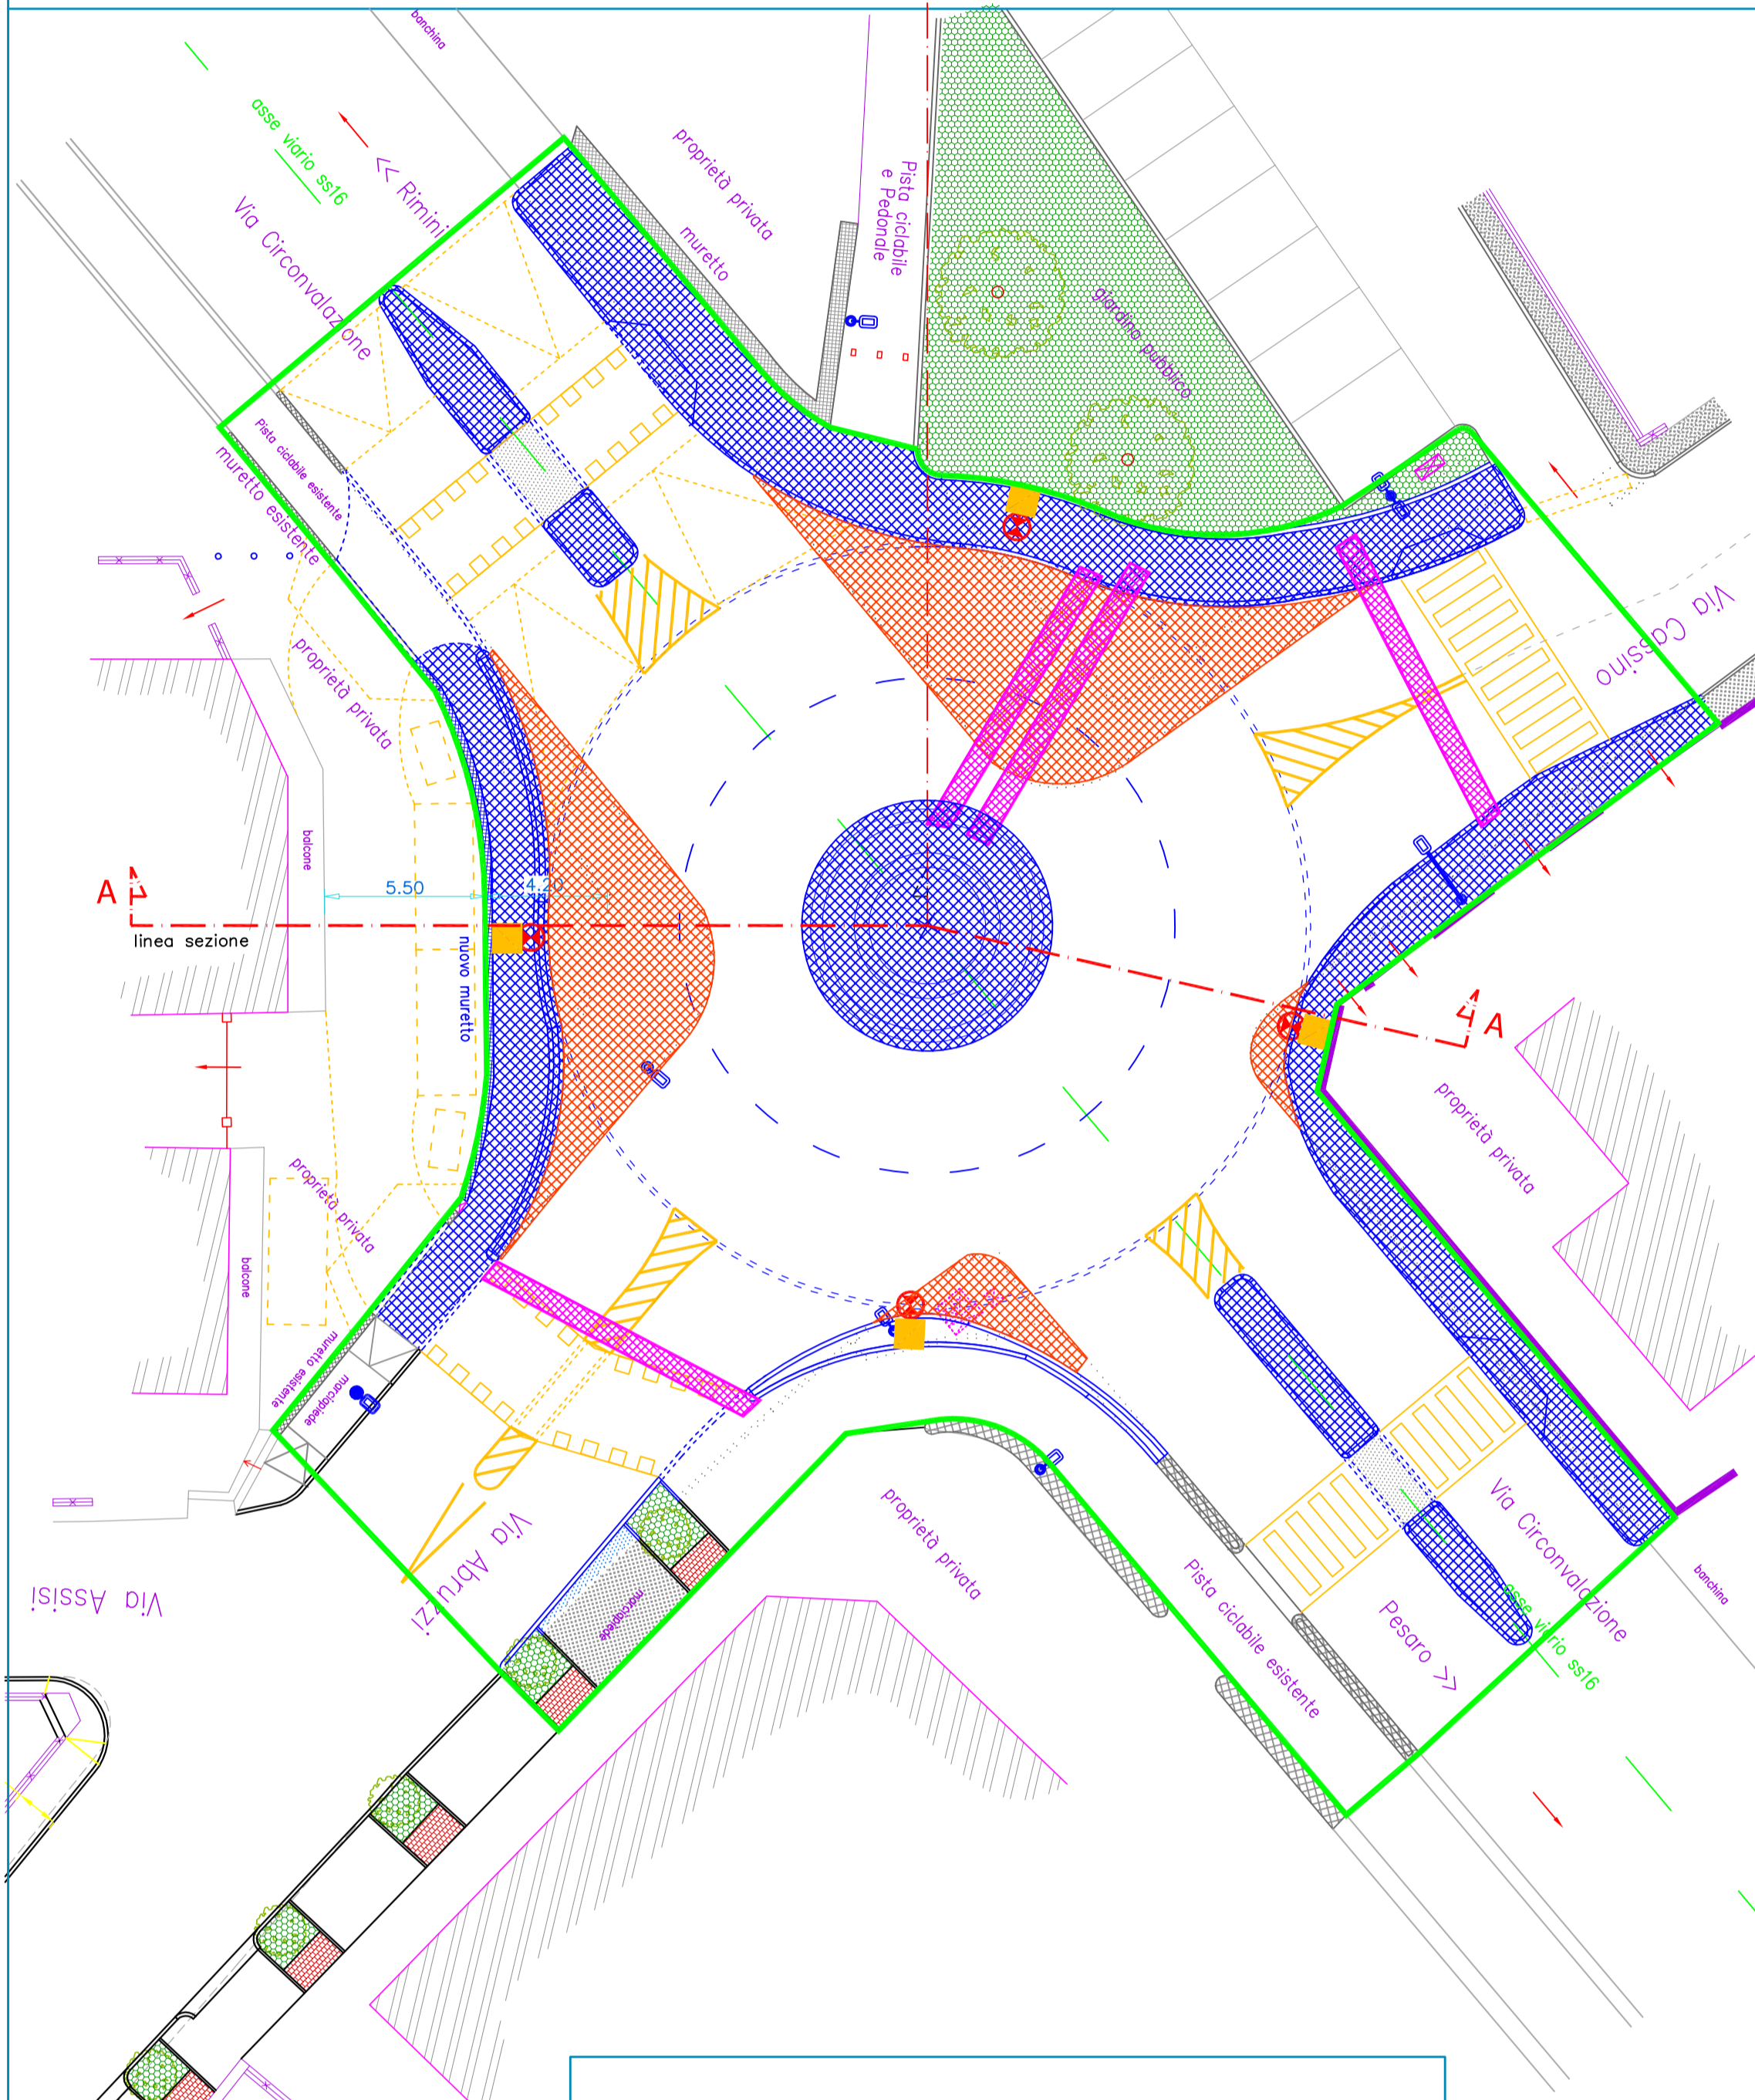 banchina
asse viario ss16
<< Rimini
Via Circonvalazione
proprietà privata
muretto
Pista ciclabile
e Pedonale
giardino pubblico
Pista ciclabile esistente
muretto esistente
Via Cassino
proprietà privata
balcone
A
5.50
4.20
linea sezione
nuovo muretto
A
proprietà privata
proprietà privata
balcone
muretto esistente
marciapiede
Via Abruzzi
Via Assisi
marciapiede
proprietà privata
Pista ciclabile esistente
Via Circonvalazione
Pesaro >>
asse viario ss16
banchina